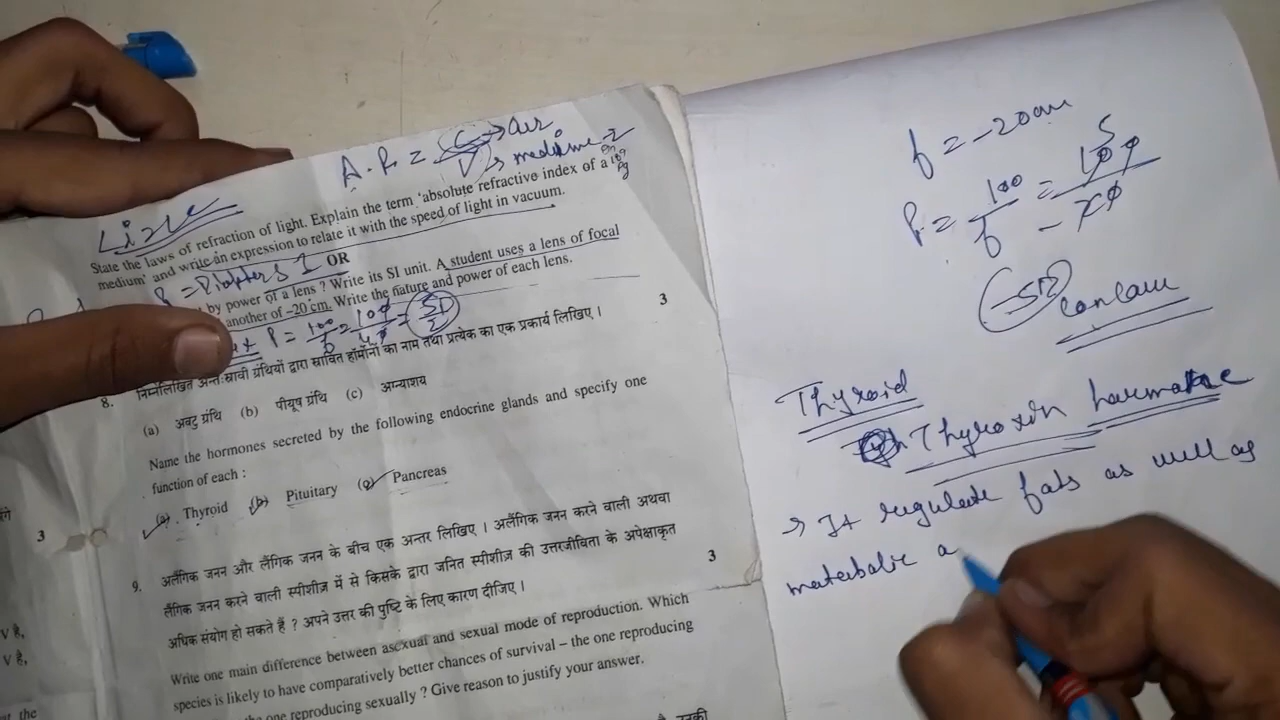 A.R = C → air
V → medium
State the laws of refraction of light. Explain the term 'absolute refractive index of a
medium' and write an expression to relate it with the speed of light in vacuum.
OR
by power of a lens ? Write its SI unit. A student uses a lens of focal
another of –20 cm. Write the nature and power of each lens.
3
P = 100 = 100 = 5D
8. निम्नलिखित अन्तःस्रावी ग्रंथियों द्वारा स्रावित हॉर्मोनों का नाम तथा प्रत्येक का एक प्रकार्य लिखिए ।
(a) अवटु ग्रंथि (b) पीयूष ग्रंथि (c) अग्न्याशय
Name the hormones secreted by the following endocrine glands and specify one
function of each :
(a) Thyroid (b) Pituitary (c) Pancreas
3
9. अलैंगिक जनन और लैंगिक जनन के बीच एक अन्तर लिखिए । अलैंगिक जनन करने वाली अथवा
लैंगिक जनन करने वाली स्पीशीज़ में से किसके द्वारा जनित स्पीशीज़ की उत्तरजीविता के अपेक्षाकृत
अधिक संयोग हो सकते हैं ? अपने उत्तर की पुष्टि के लिए कारण दीजिए ।
3
Write one main difference between asexual and sexual mode of reproduction. Which
species is likely to have comparatively better chances of survival – the one reproducing
the one reproducing sexually ? Give reason to justify your answer.
V है,
V है,
the
f = -20cm
P = 100 = 100
f -20
-5D
Thyroid
Thyroxin
→ It regulate fats as well as